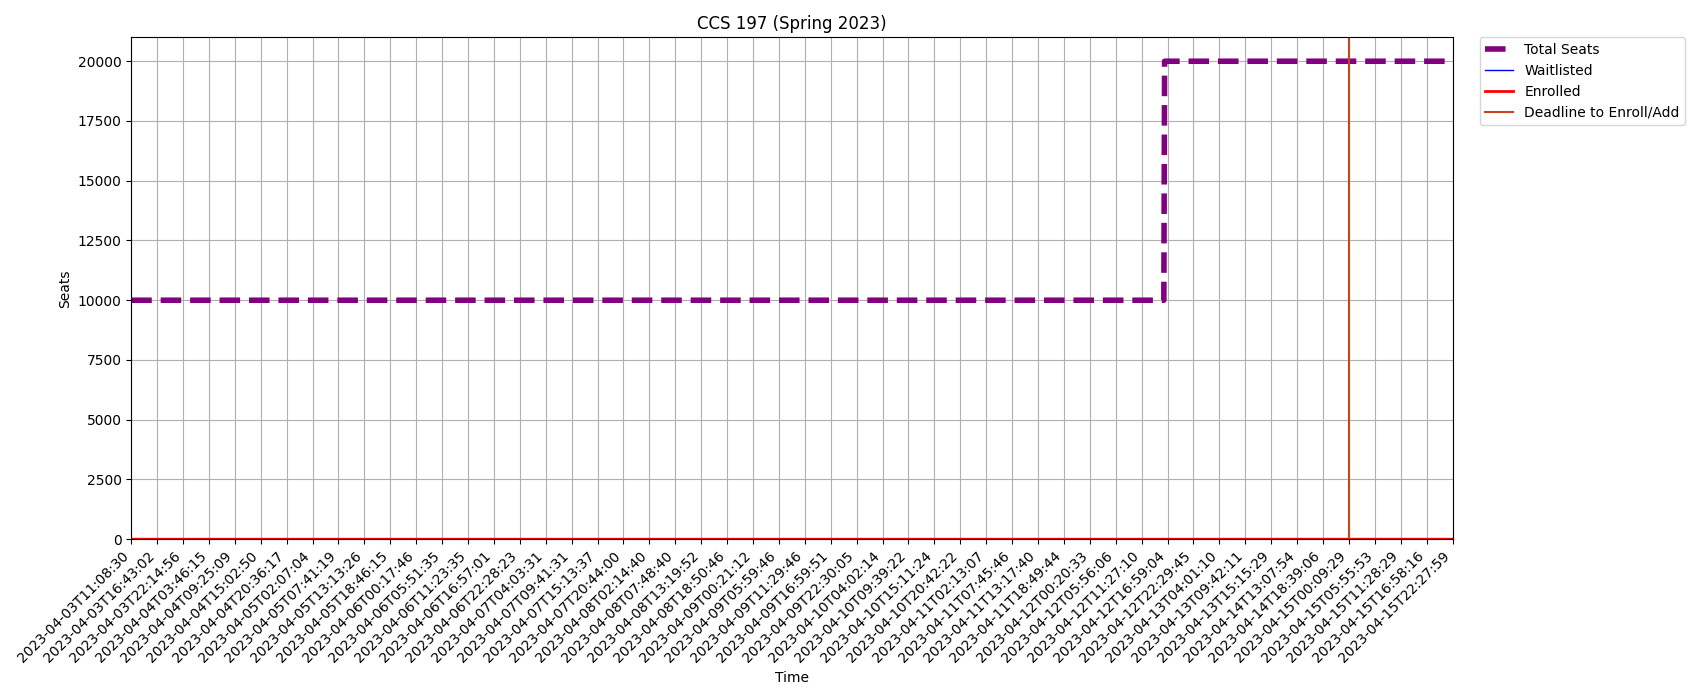 CCS 197 (Spring 2023)
Total Seats
Waitlisted
Enrolled
Deadline to Enroll/Add
Seats
20000
17500
15000
12500
10000
7500
5000
2500
0
2023-04-03T11:08:30
2023-04-03T16:43:02
2023-04-03T22:14:56
2023-04-04T03:46:15
2023-04-04T09:25:09
2023-04-04T15:02:50
2023-04-04T20:36:17
2023-04-05T02:07:04
2023-04-05T07:41:19
2023-04-05T13:13:26
2023-04-05T18:46:15
2023-04-06T00:17:46
2023-04-06T05:51:35
2023-04-06T11:23:35
2023-04-06T16:57:01
2023-04-06T22:28:23
2023-04-07T04:03:31
2023-04-07T09:41:31
2023-04-07T15:13:37
2023-04-07T20:44:00
2023-04-08T02:14:40
2023-04-08T07:48:40
2023-04-08T13:19:52
2023-04-08T18:50:46
2023-04-09T00:21:12
2023-04-09T05:59:46
2023-04-09T11:29:46
2023-04-09T16:59:51
2023-04-09T22:30:05
2023-04-10T04:02:14
2023-04-10T09:39:22
2023-04-10T15:11:24
2023-04-10T20:42:22
2023-04-11T02:13:07
2023-04-11T07:45:46
2023-04-11T13:17:40
2023-04-11T18:49:44
2023-04-12T00:20:33
2023-04-12T05:56:06
2023-04-12T11:27:10
2023-04-12T16:59:04
2023-04-12T22:29:45
2023-04-13T04:01:10
2023-04-13T09:42:11
2023-04-13T15:15:29
2023-04-14T13:07:54
2023-04-14T18:39:06
2023-04-15T00:09:29
2023-04-15T05:55:53
2023-04-15T11:28:29
2023-04-15T16:58:16
2023-04-15T22:27:59
Time